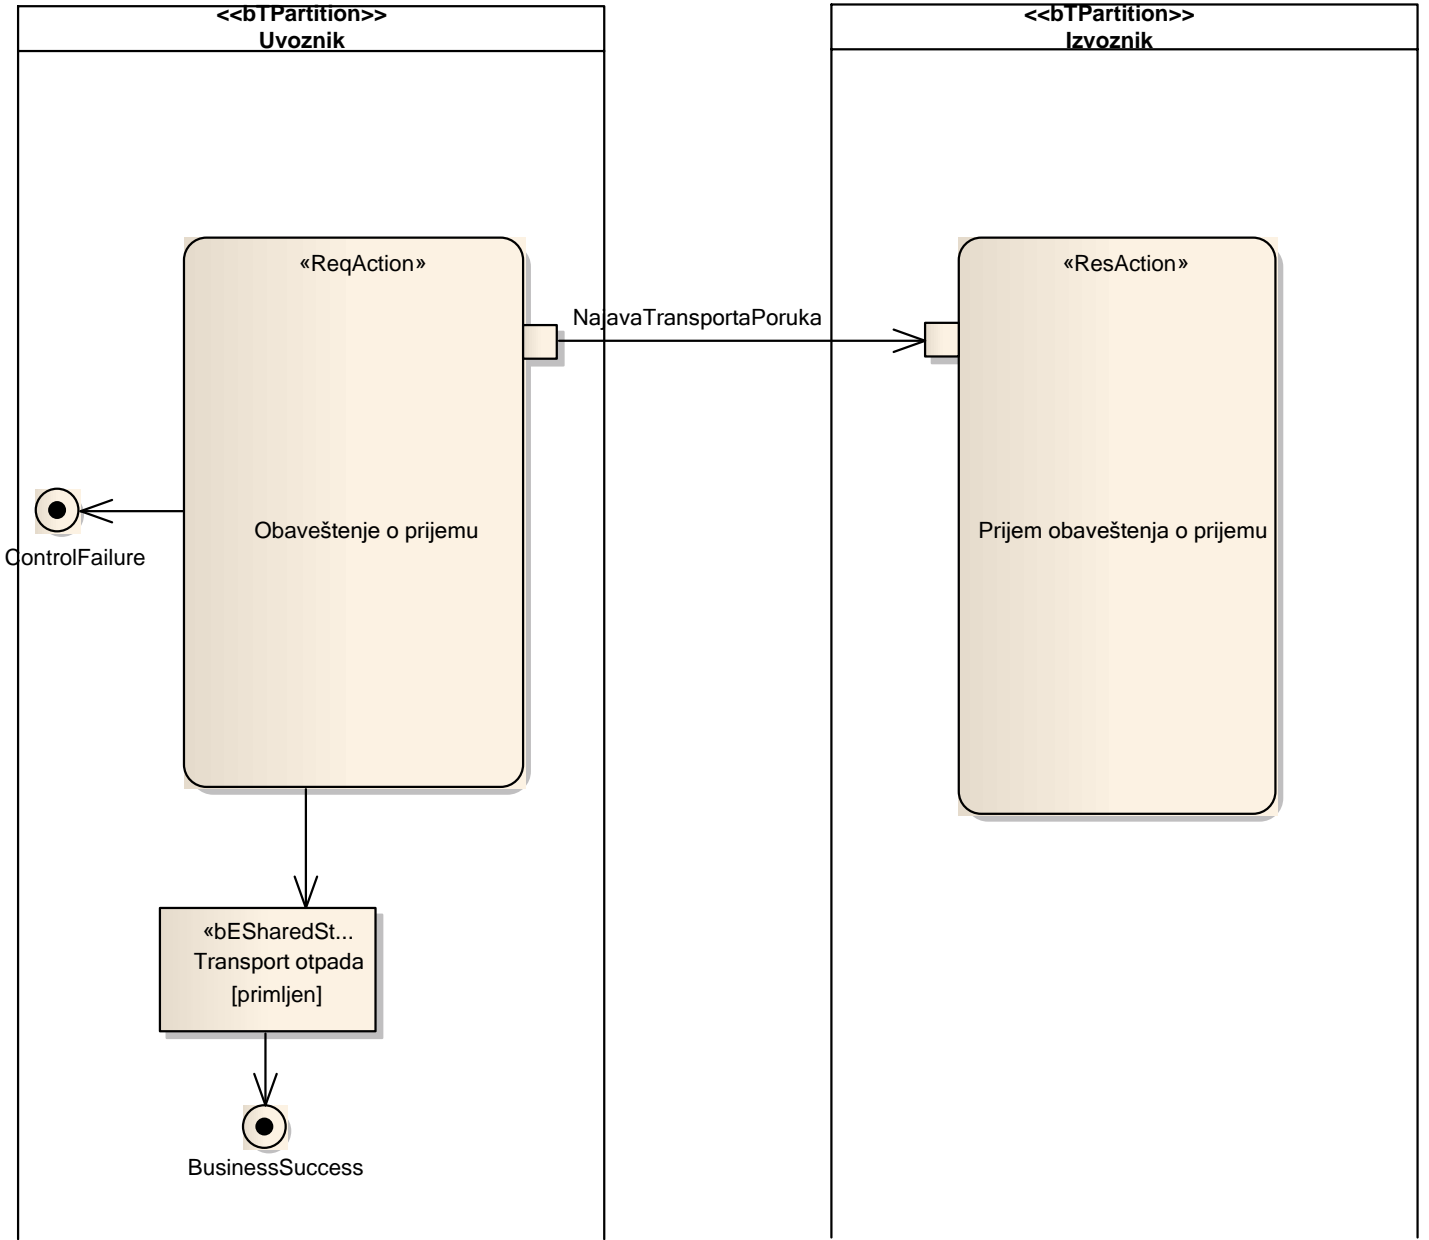 <<bTPartition>>
Uvoznik
<<bTPartition>>
Izvoznik
«ReqAction»
«ResAction»
NajavaTransportaPoruka
Obaveštenje o prijemu
Prijem obaveštenja o prijemu
ControlFailure
«bESharedSt...
Transport otpada
[primljen]
BusinessSuccess